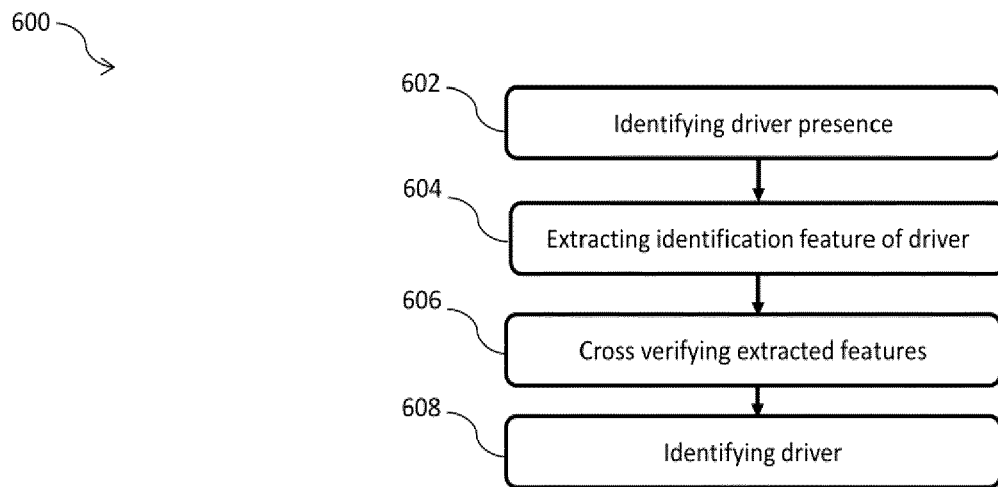 600
602
Identifying driver presence
604
Extracting identification feature of driver
606
Cross verifying extracted features
608
Identifying driver